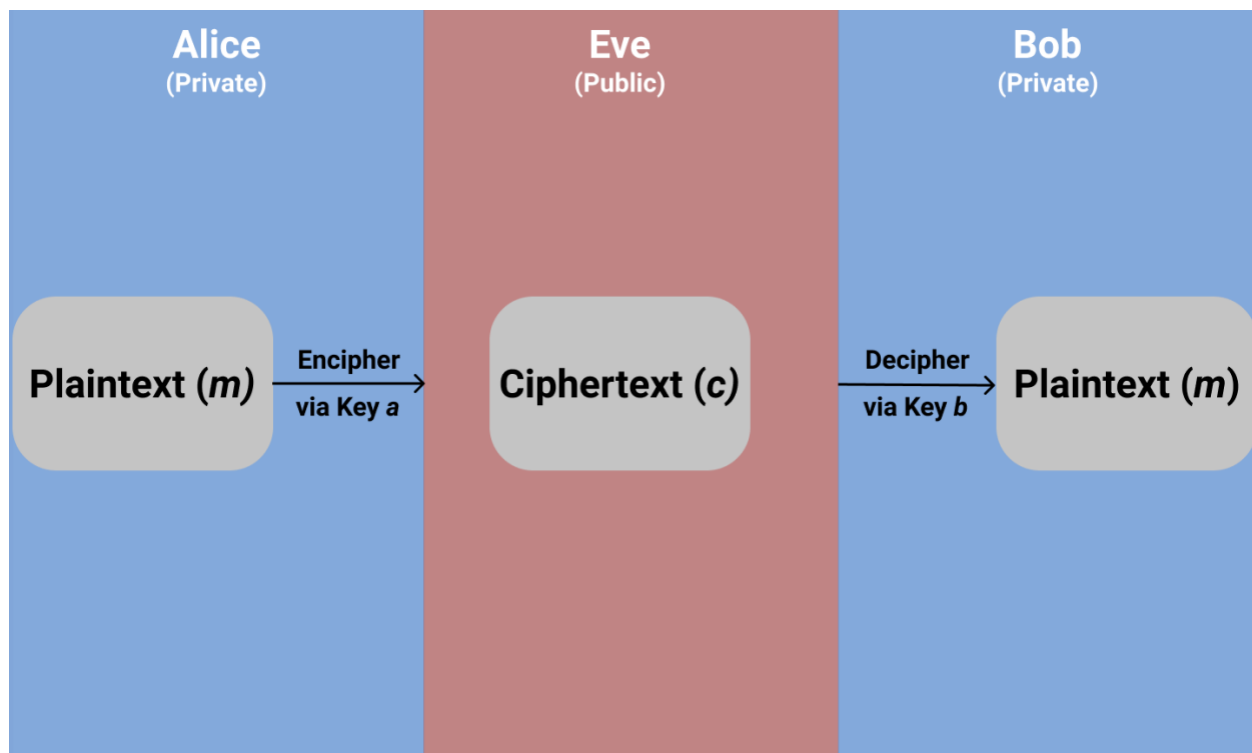 Alice
(Private)
Eve
(Public)
Bob
(Private)
Plaintext (m)
Encipher
via Key a
Ciphertext (c)
Decipher
via Key b
Plaintext (m)